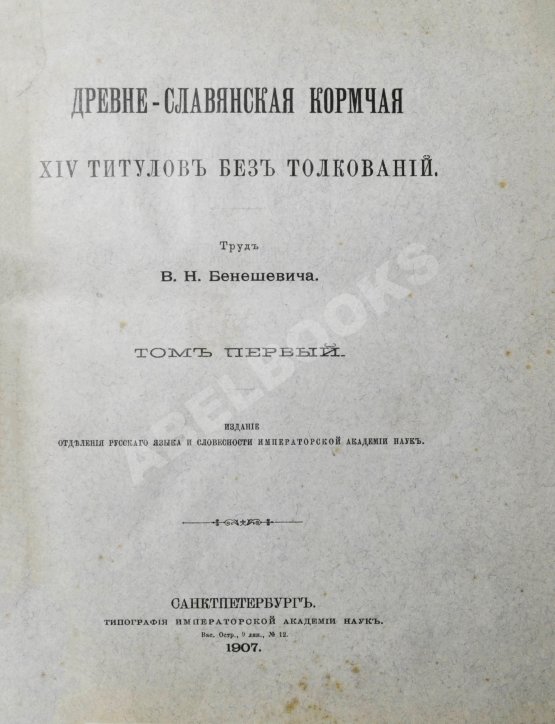 ДРЕВНЕ-СЛАВЯНСКАЯ КОРМЧАЯ
XIV ТИТУЛОВЪ БЕЗЪ ТОЛКОВАНІЙ.
Трудъ
В. Н. Бенешевича.
ТОМЪ ПЕРВЫЙ.
ИЗДАНІЕ
ОТДѢЛЕНІЯ РУССКАГО ЯЗЫКА И СЛОВЕСНОСТИ ИМПЕРАТОРСКОЙ АКАДЕМІИ НАУКЪ.
САНКТПЕТЕРБУРГЪ.
ТИПОГРАФІЯ ИМПЕРАТОРСКОЙ АКАДЕМІИ НАУКЪ.
Вас. Остр., 9 лин., № 12.
1907.
ABELBOOKS